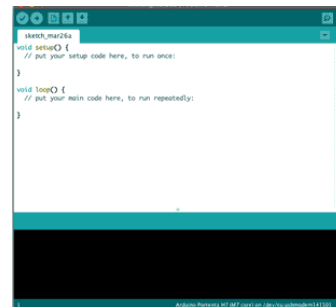 sketch_mar26a
void setup() {
// put your setup code here, to run once:
}
void loop() {
// put your main code here, to run repeatedly:
}
1
Arduino Portenta H7 (M7 core) on /dev/cu.usbmodem141101